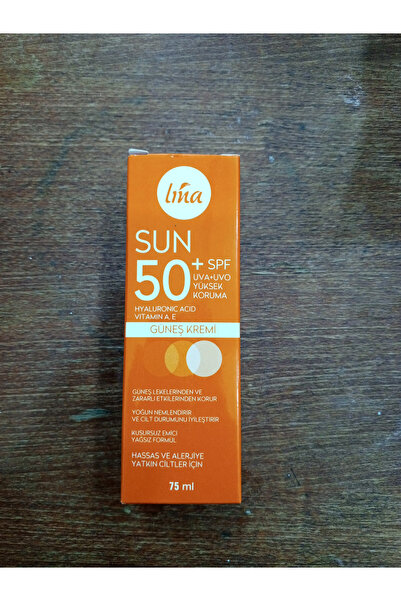 lina
SUN
50+ SPF
UVA+UVO
YÜKSEK
KORUMA
HYALURONIC ACID
VITAMIN A, E
GÜNEŞ KREMİ
GÜNEŞ LEKELERİNDEN VE
ZARARLI ETKİLERİNDEN KORUR
YOĞUN NEMLENDİRİR
VE CİLT DURUMUNU İYİLEŞTİRİR
KUSURSUZ EMİCİ
YAĞSIZ FORMÜL
HASSAS VE ALERJİYE
YATKIN CİLTLER İÇİN
75 ml